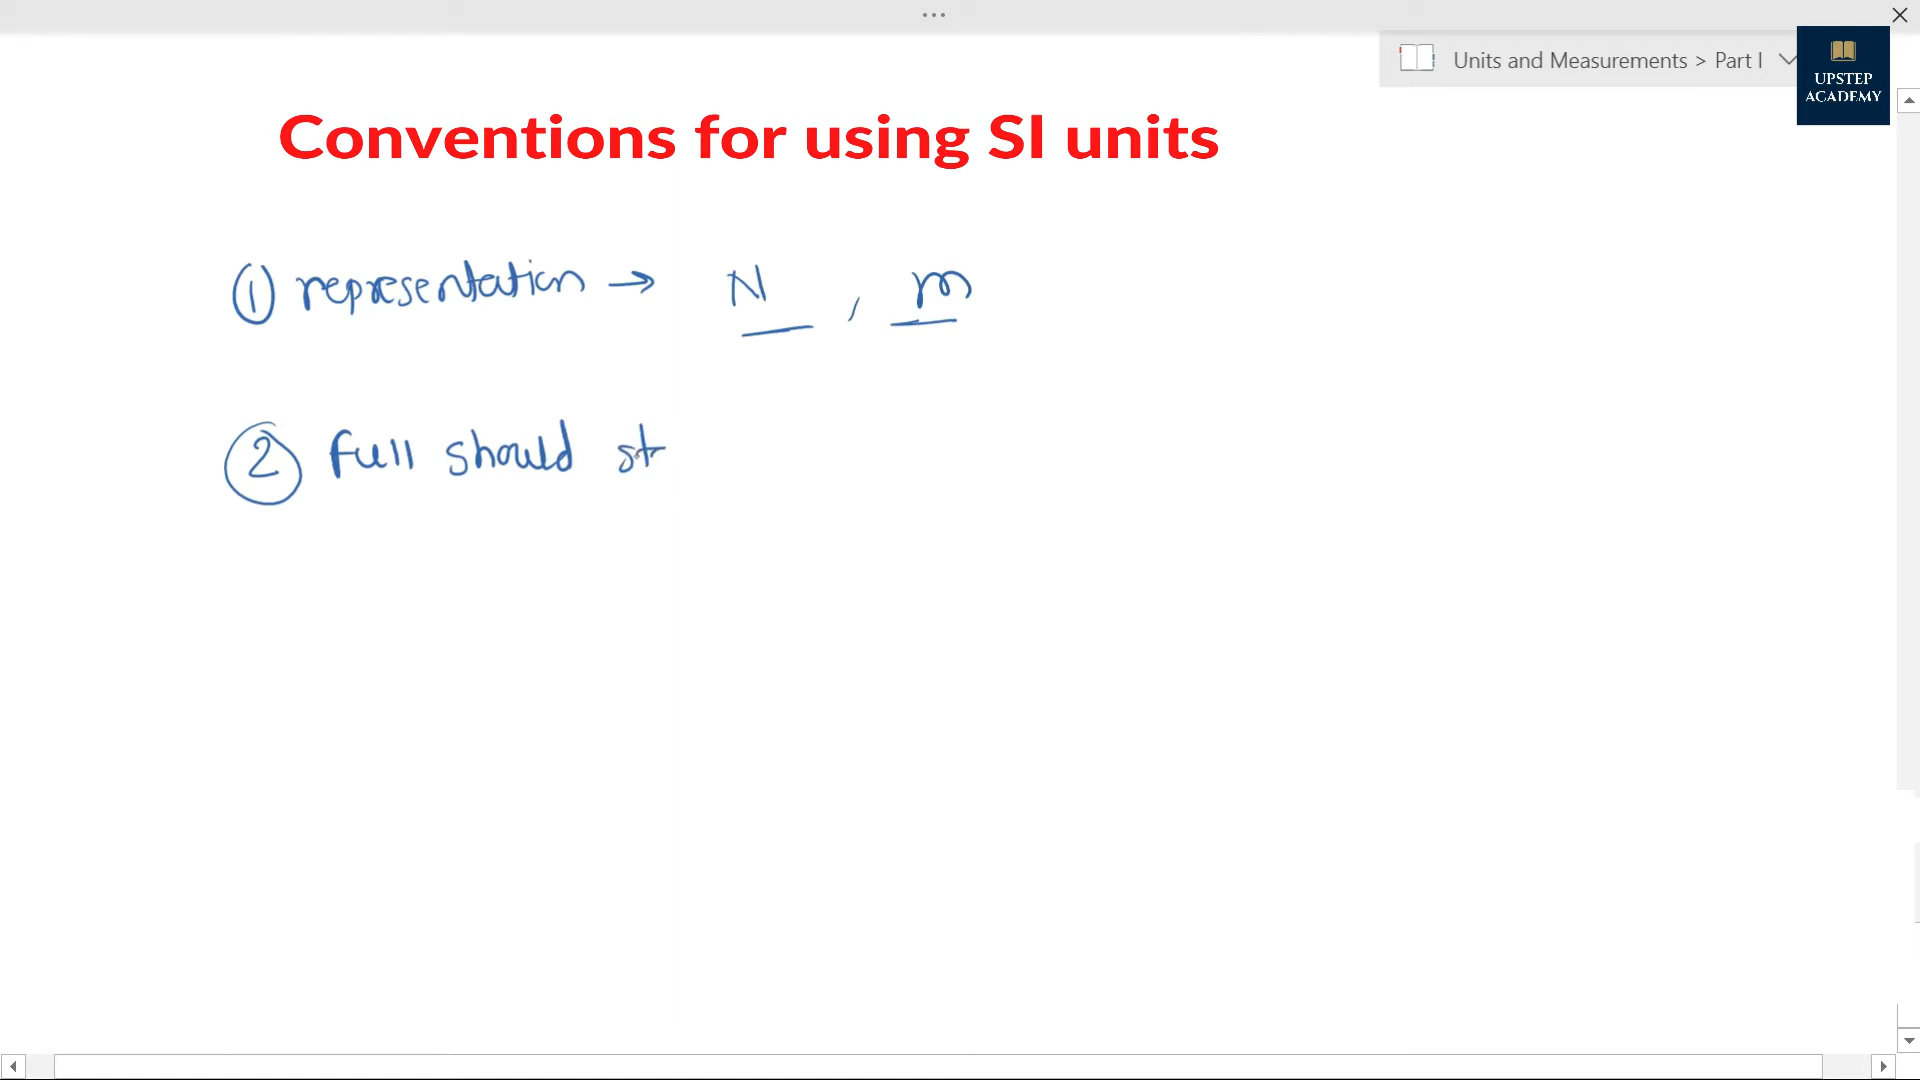 ...
Units and Measurements > Part I
UPSTEP
ACADEMY
Conventions for using SI units
① representation → N , m
② full should st